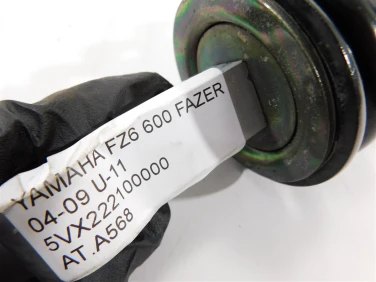 YAMAHA FZ6 600 FAZER
04-09 U-11
5VX222100000
AT.A568